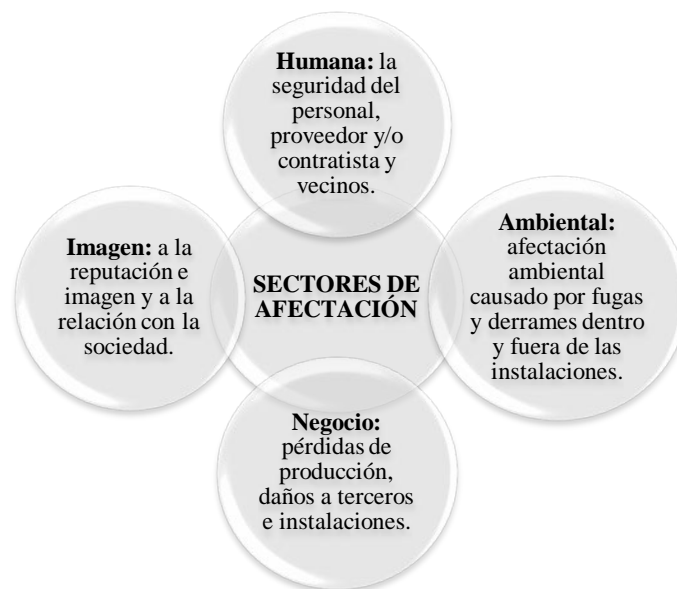 Humana: la
seguridad del
personal,
proveedor y/o
contratista y
vecinos.
Imagen: a la
reputación e
imagen y a la
relación con la
sociedad.
SECTORES DE
AFECTACIÓN
Ambiental:
afectación
ambiental
causado por fugas
y derrames dentro
y fuera de las
instalaciones.
Negocio:
pérdidas de
producción,
daños a terceros
e instalaciones.